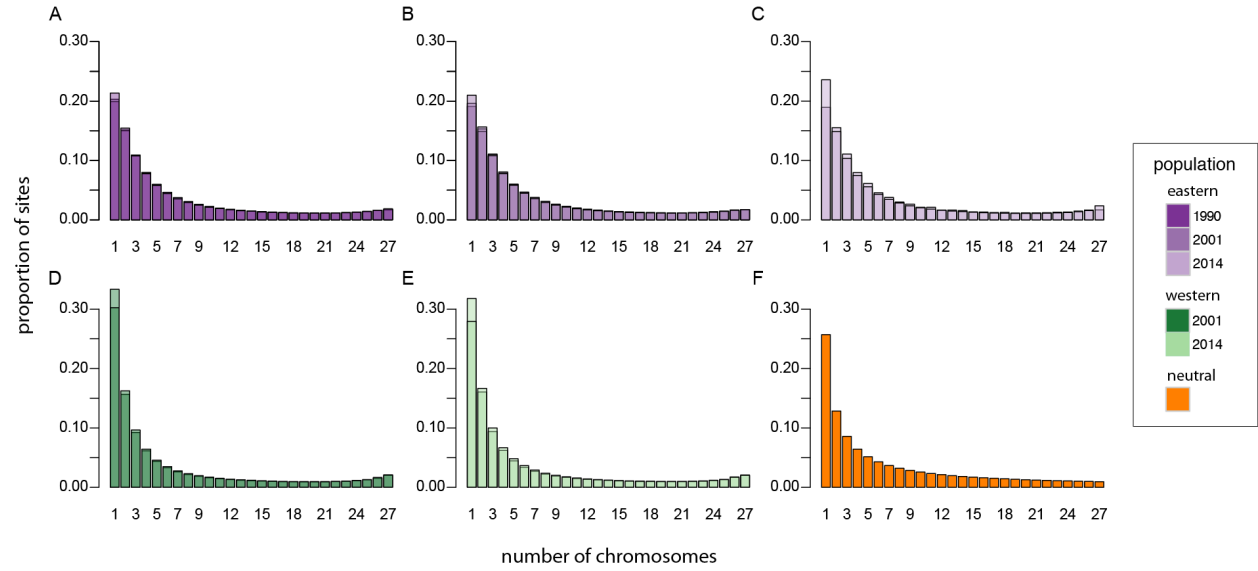 A B C
0.30 0.30 0.30
0.20 0.20 0.20
0.10 0.10 0.10
0.00 0.00 0.00
1 3 5 7 9 12 15 18 21 24 27 1 3 5 7 9 12 15 18 21 24 27 1 3 5 7 9 12 15 18 21 24 27
D E F
0.30 0.30 0.30
0.20 0.20 0.20
0.10 0.10 0.10
0.00 0.00 0.00
1 3 5 7 9 12 15 18 21 24 27 1 3 5 7 9 12 15 18 21 24 27 1 3 5 7 9 12 15 18 21 24 27
proportion of sites
number of chromosomes
population
eastern
1990
2001
2014
western
2001
2014
neutral